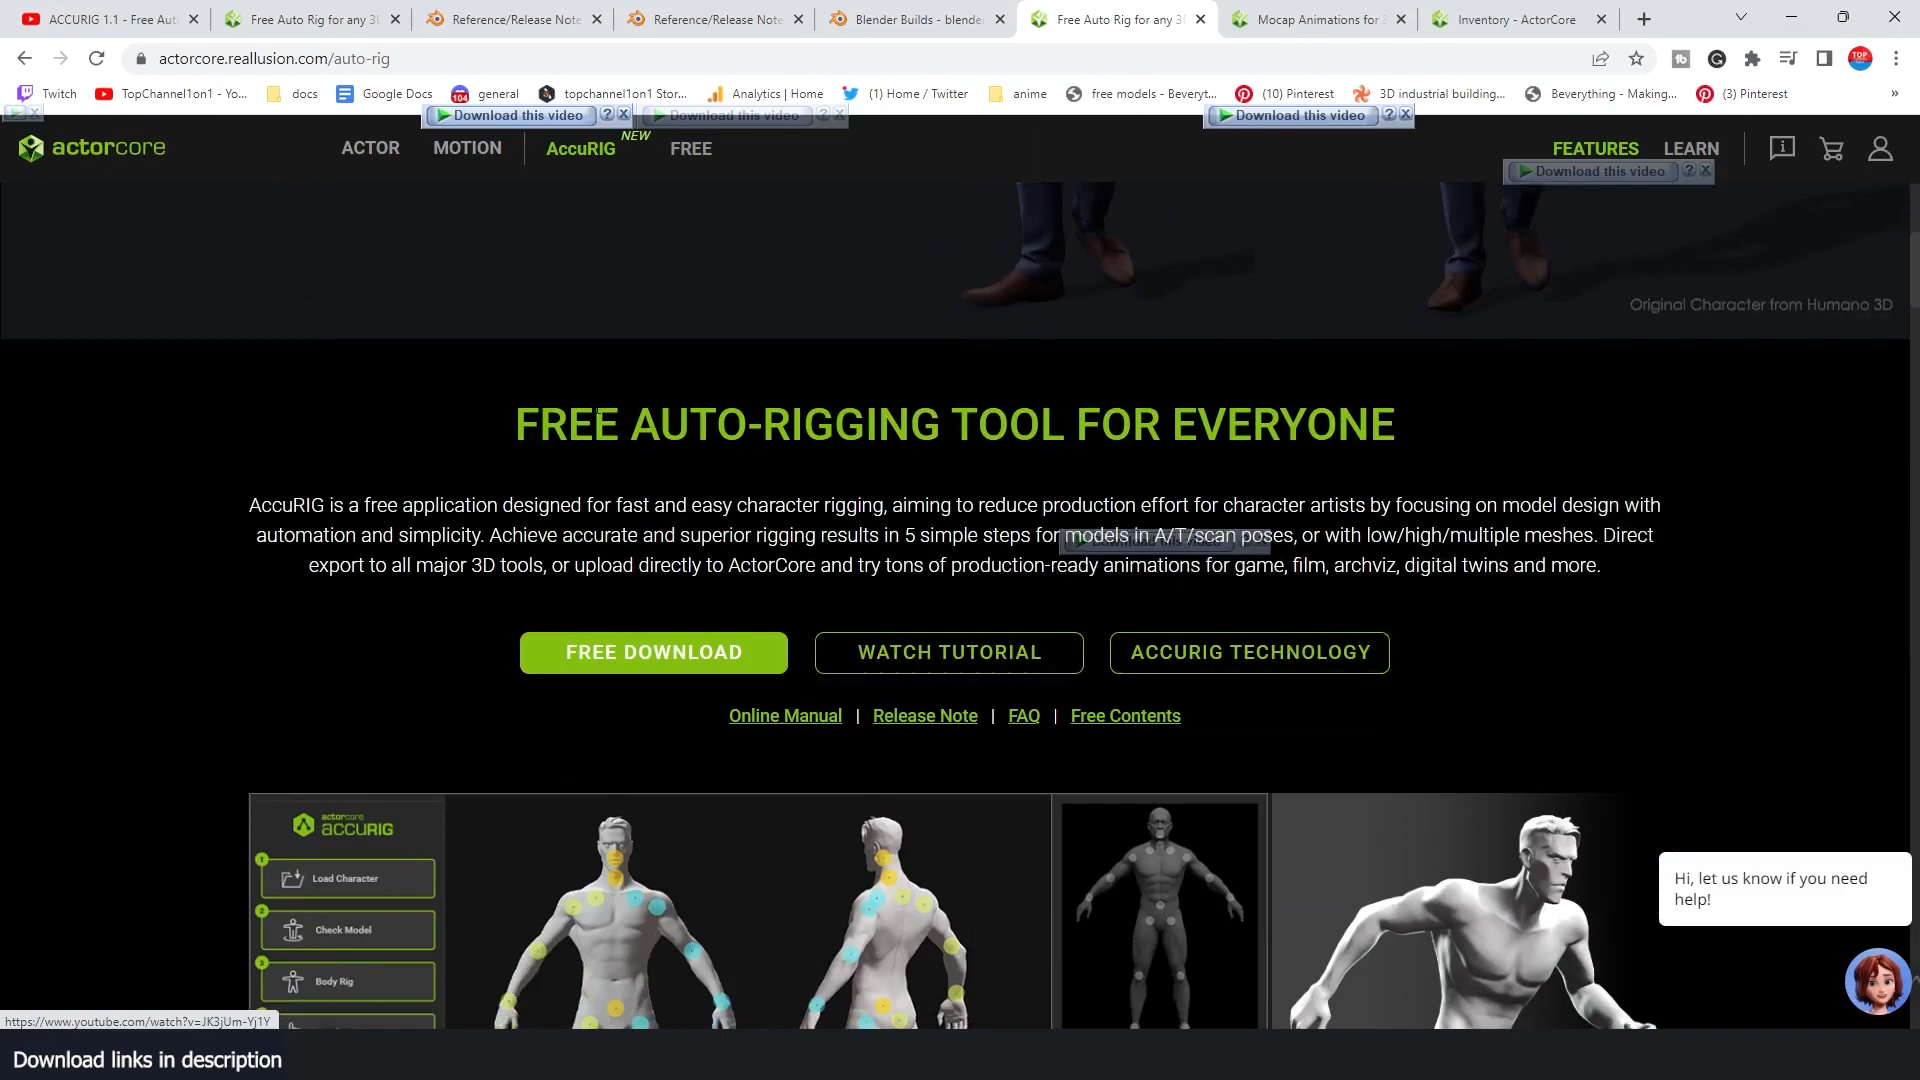 ACCURIG 1.1 - Free Aut
Free Auto Rig for any 3D
Reference/Release Note
Reference/Release Note
Blender Builds - blende
Free Auto Rig for any 3D
Mocap Animations for 3
Inventory - ActorCore
actorcore.reallusion.com/auto-rig
Twitch
TopChannel1on1 - Yo...
docs
Google Docs
104
general
topchannel1on1 Stor...
Analytics | Home
(1) Home / Twitter
anime
free models - Beveryt...
(10) Pinterest
3D industrial building...
Beverything - Making...
(3) Pinterest
»
Download this video
Download this video
Download this video
actorcore
ACTOR
MOTION
AccuRIG
NEW
FREE
FEATURES
LEARN
Download this video
Original Character from Humano 3D
FREE AUTO-RIGGING TOOL FOR EVERYONE
AccuRIG is a free application designed for fast and easy character rigging, aiming to reduce production effort for character artists by focusing on model design with
automation and simplicity. Achieve accurate and superior rigging results in 5 simple steps for models in A/T/scan poses, or with low/high/multiple meshes. Direct
export to all major 3D tools, or upload directly to ActorCore and try tons of production-ready animations for game, film, archviz, digital twins and more.
FREE DOWNLOAD
WATCH TUTORIAL
ACCURIG TECHNOLOGY
Online Manual | Release Note | FAQ | Free Contents
actorcore
ACCURIG
1
Load Character
2
Check Model
3
Body Rig
Hi, let us know if you need
help!
https://www.youtube.com/watch?v=JK3jUm-Yj1Y
Download links in description